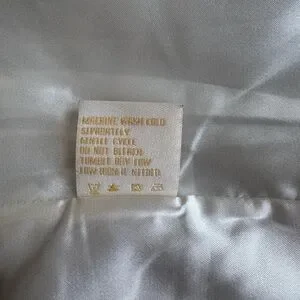 MACHINE WASH COLD
SEPARATELY
GENTLE CYCLE
DO NOT BLEACH
TUMBLE DRY LOW
LOW IRON IF NEEDED